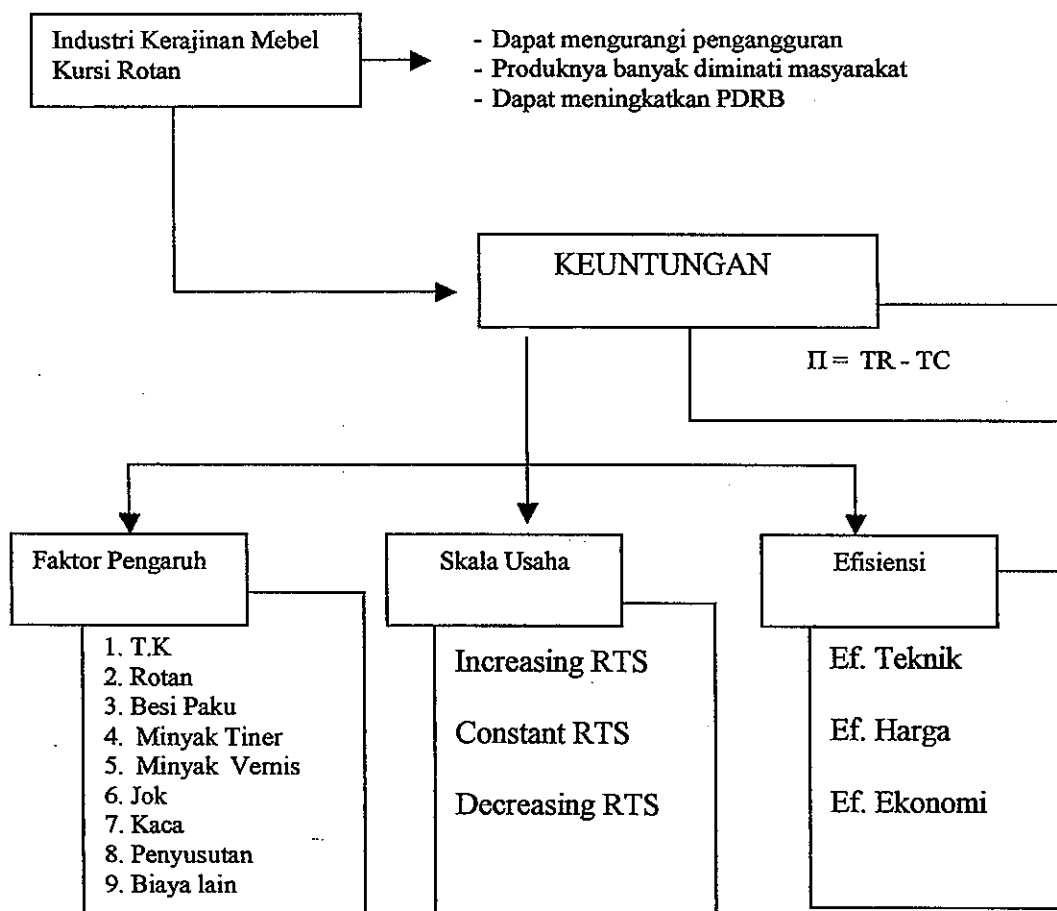 Industri Kerajinan Mebel
Kursi Rotan
- Dapat mengurangi pengangguran
- Produknya banyak diminati masyarakat
- Dapat meningkatkan PDRB
KEUNTUNGAN
Π = TR - TC
Faktor Pengaruh
1. T.K
2. Rotan
3. Besi Paku
4. Minyak Tiner
5. Minyak Vernis
6. Jok
7. Kaca
8. Penyusutan
9. Biaya lain
Skala Usaha
Increasing RTS
Constant RTS
Decreasing RTS
Efisiensi
Ef. Teknik
Ef. Harga
Ef. Ekonomi